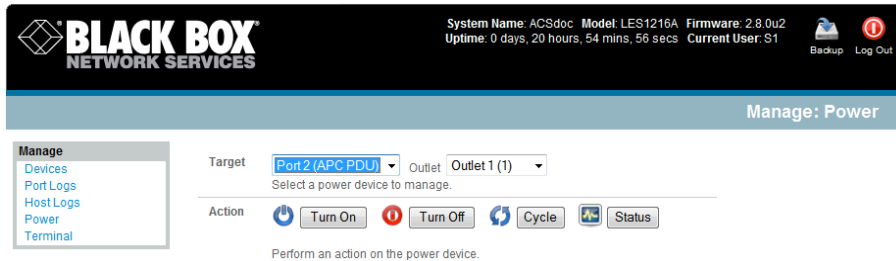 BLACK BOX®
NETWORK SERVICES
System Name: ACSdoc Model: LES1216A Firmware: 2.8.0u2
Uptime: 0 days, 20 hours, 54 mins, 56 secs Current User: S1
Backup Log Out
Manage: Power
Manage
Devices
Port Logs
Host Logs
Power
Terminal
Target Port 2 (APC PDU) Outlet Outlet 1 (1)
Select a power device to manage.
Action Turn On Turn Off Cycle Status
Perform an action on the power device.